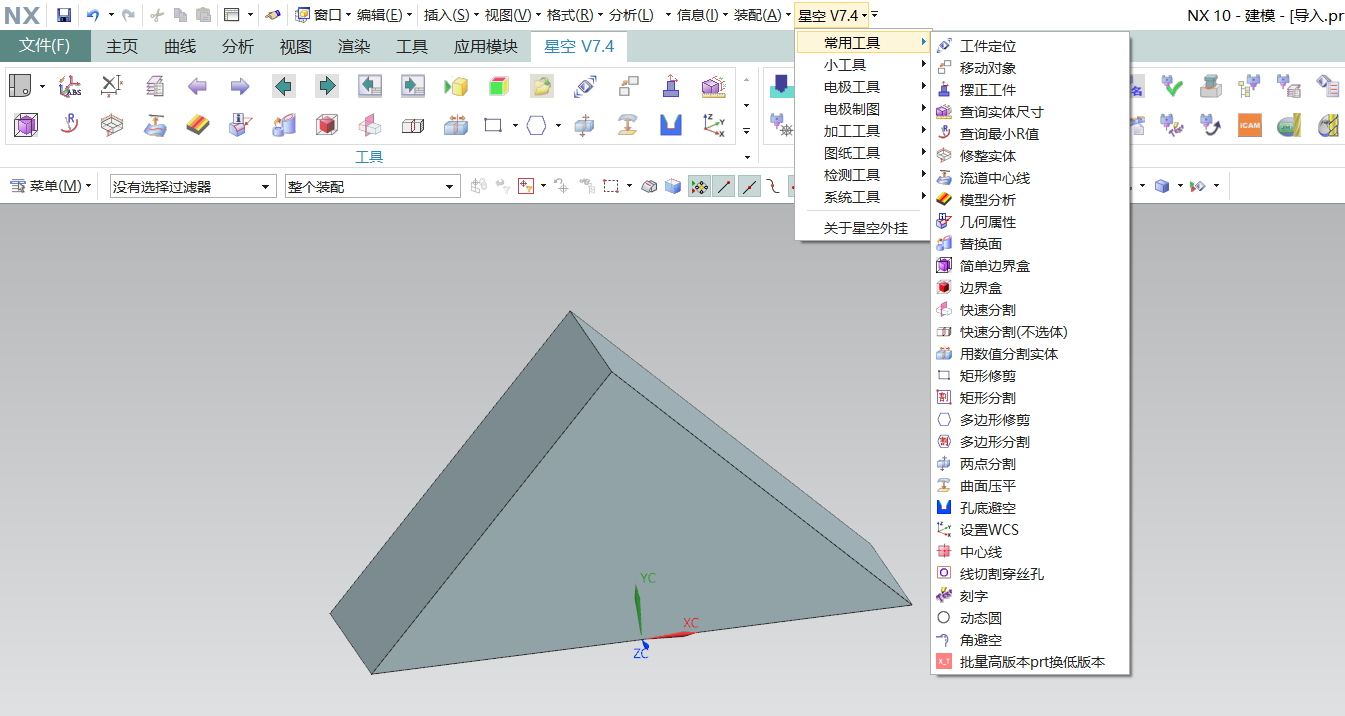 NX 窗口 编辑(E) 插入(S) 视图(V) 格式(R) 分析(L) 信息(I) 装配(A) 星空 V7.4 NX 10 - 建模 - [导入.pr
文件(F) 主页 曲线 分析 视图 渲染 工具 应用模块 星空 V7.4
工具
菜单(M) 没有选择过滤器 整个装配
常用工具
小工具
电极工具
电极制图
加工工具
图纸工具
检测工具
系统工具
关于星空外挂
工件定位
移动对象
摆正工件
查询实体尺寸
查询最小R值
修整实体
流道中心线
模型分析
几何属性
替换面
简单边界盒
边界盒
快速分割
快速分割(不选体)
用数值分割实体
矩形修剪
矩形分割
多边形修剪
多边形分割
两点分割
曲面压平
孔底避空
设置WCS
中心线
线切割穿丝孔
刻字
动态圆
角避空
批量高版本prt换低版本
YC
XC
ZC